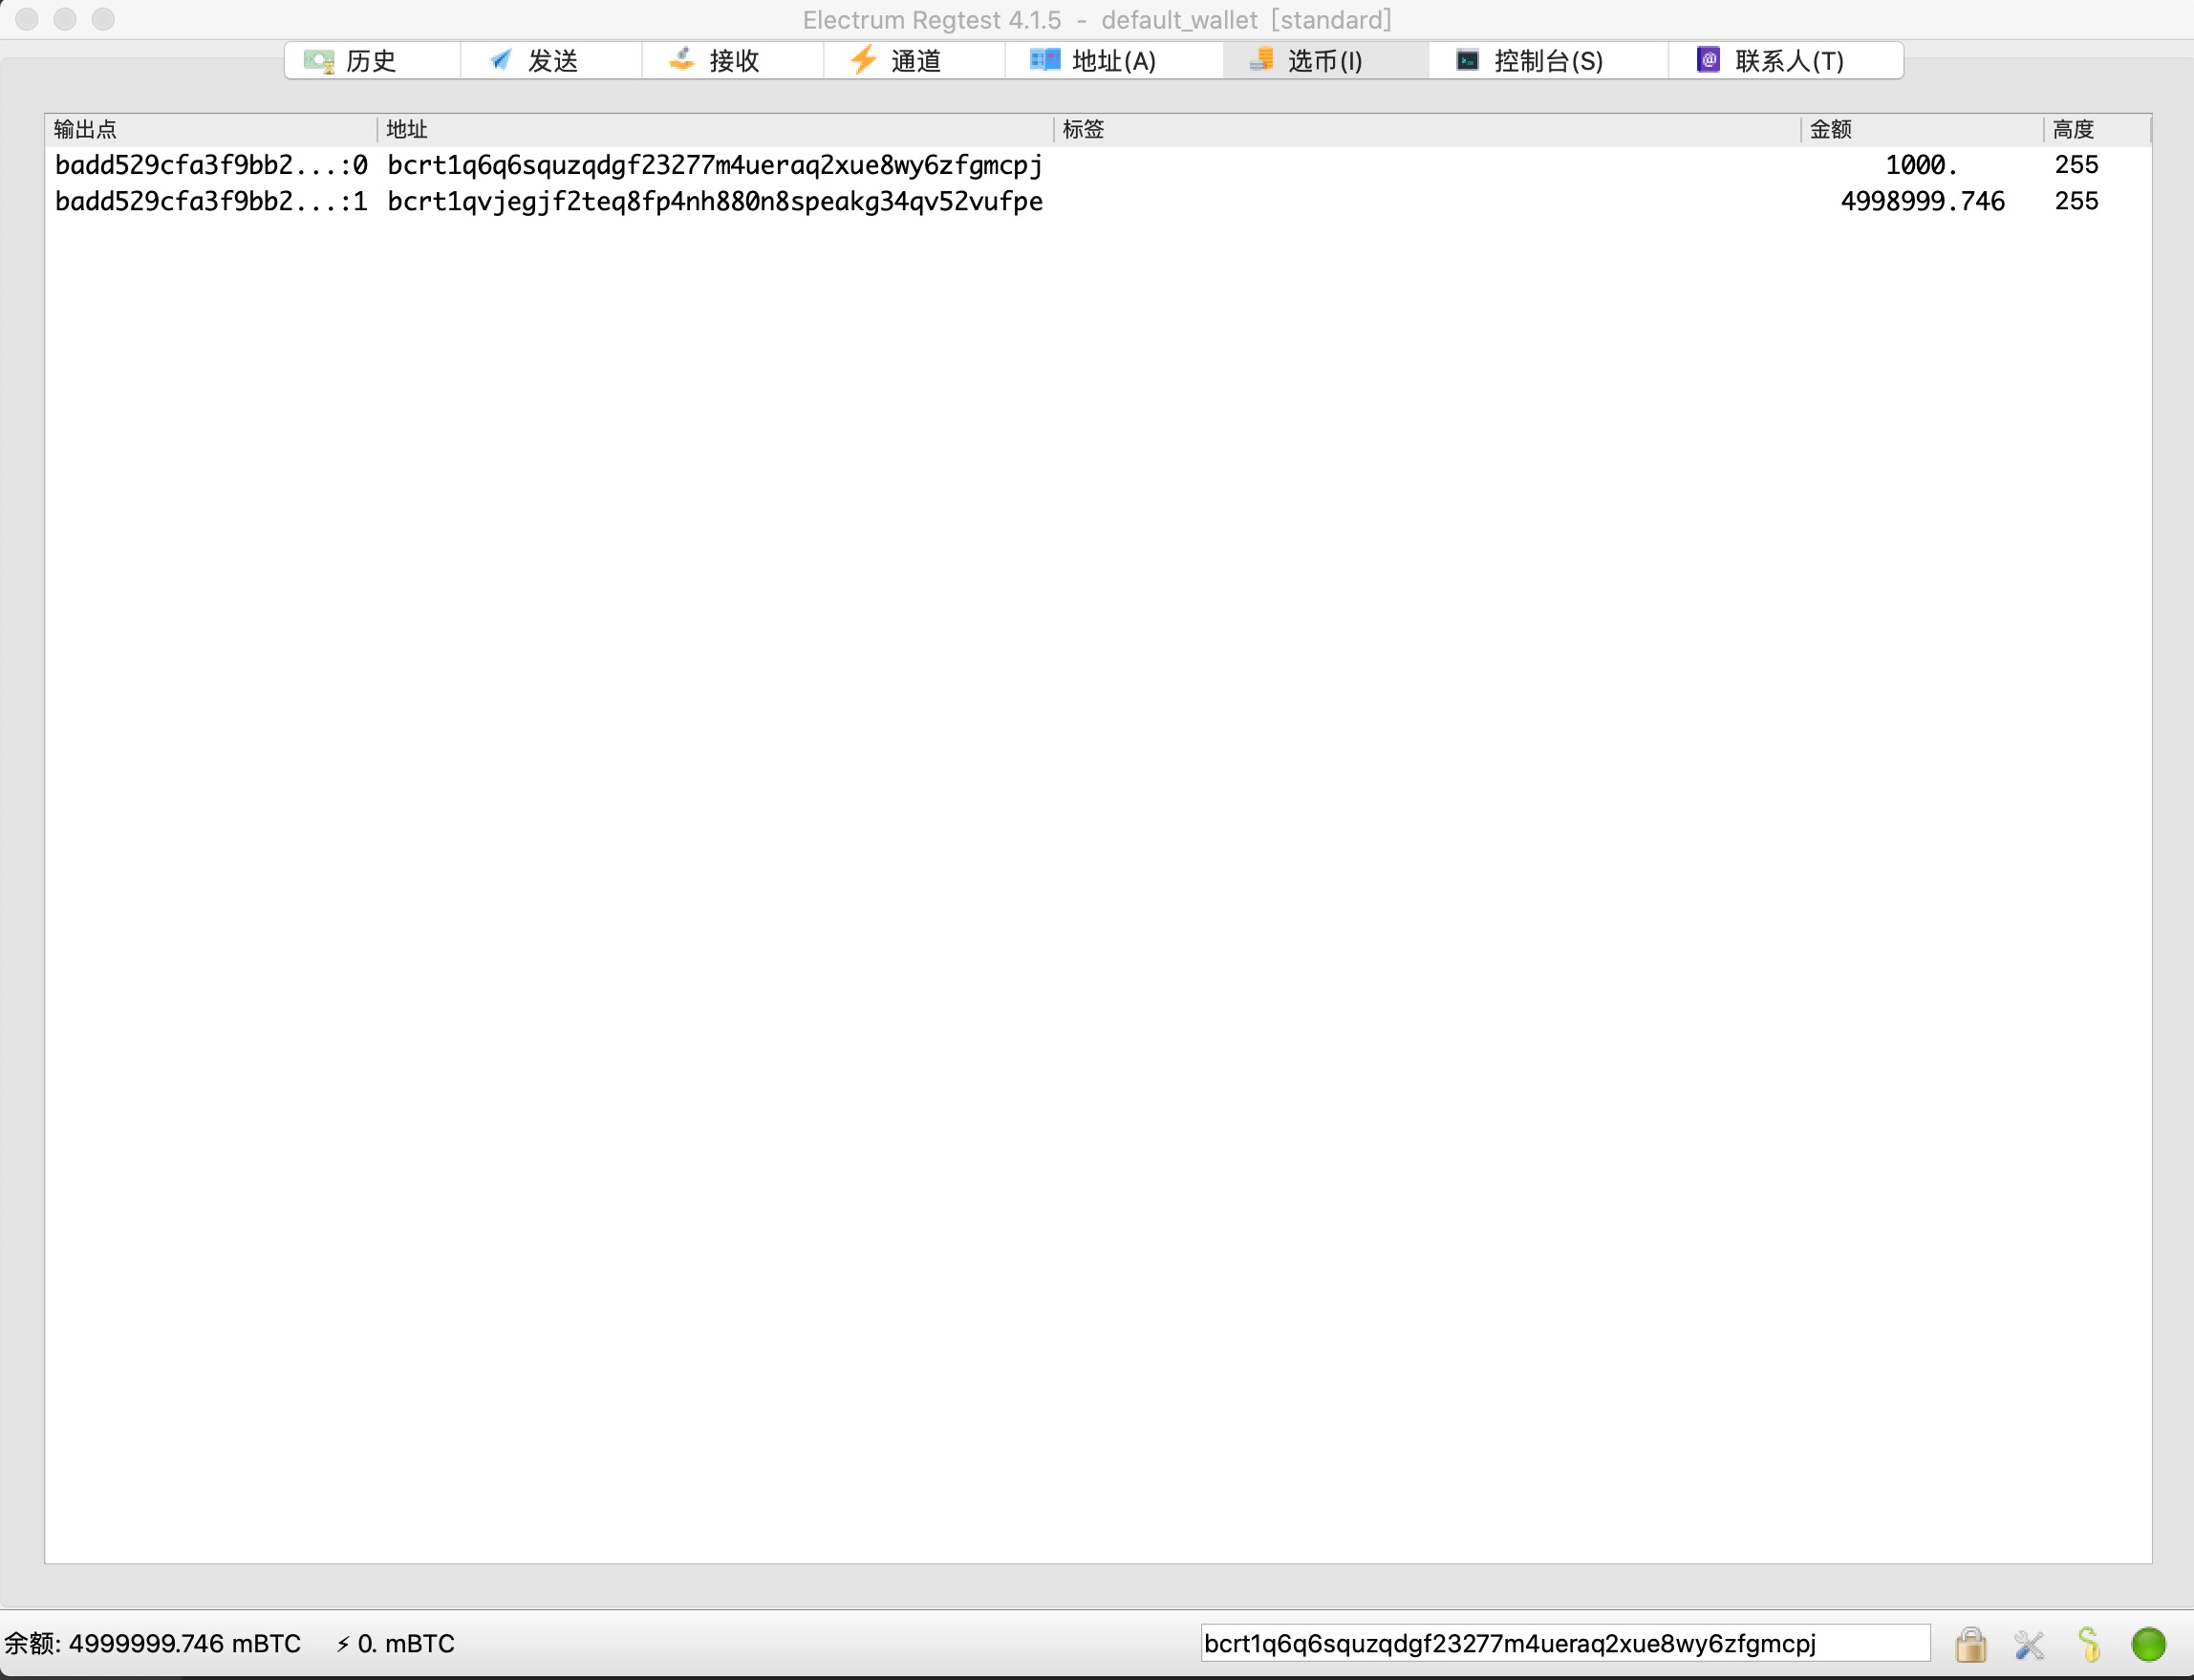 Electrum Regtest 4.1.5 - default_wallet [standard]
历史 发送 接收 通道 地址(A) 选币(I) 控制台(S) 联系人(T)
输出点 地址 标签 金额 高度
badd529cfa3f9bb2...:0 bcrt1q6q6squzqdgf23277m4ueraq2xue8wy6zfgmcpj 1000. 255
badd529cfa3f9bb2...:1 bcrt1qvjegjf2teq8fp4nh880n8speakg34qv52vufpe 4998999.746 255
余额: 4999999.746 mBTC ⚡ 0. mBTC bcrt1q6q6squzqdgf23277m4ueraq2xue8wy6zfgmcpj